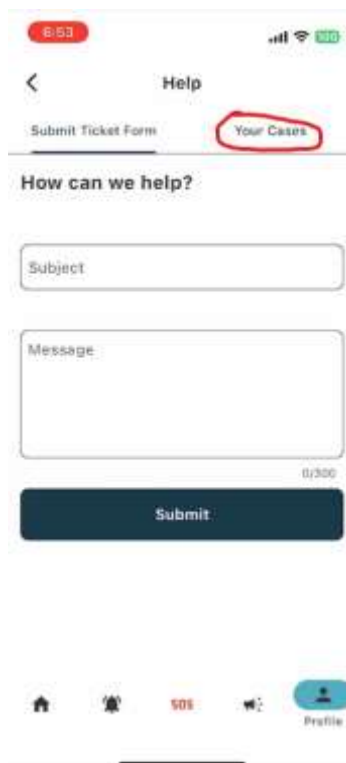 6:53
100
Help
Submit Ticket Form
Your Cases
How can we help?
Subject
Message
0/300
Submit
SOS
Profile